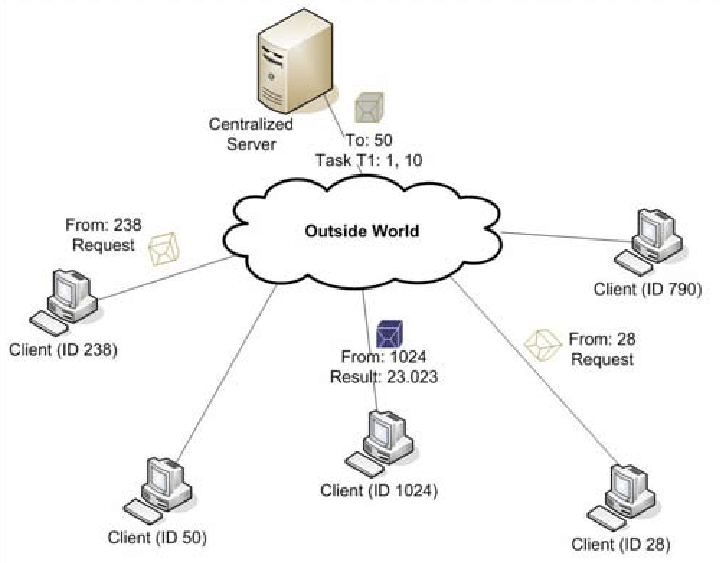 Centralized
Server
To: 50
Task T1: 1, 10
Outside World
From: 238
Request
Client (ID 790)
Client (ID 238)
From: 1024
Result: 23.023
From: 28
Request
Client (ID 1024)
Client (ID 50)
Client (ID 28)